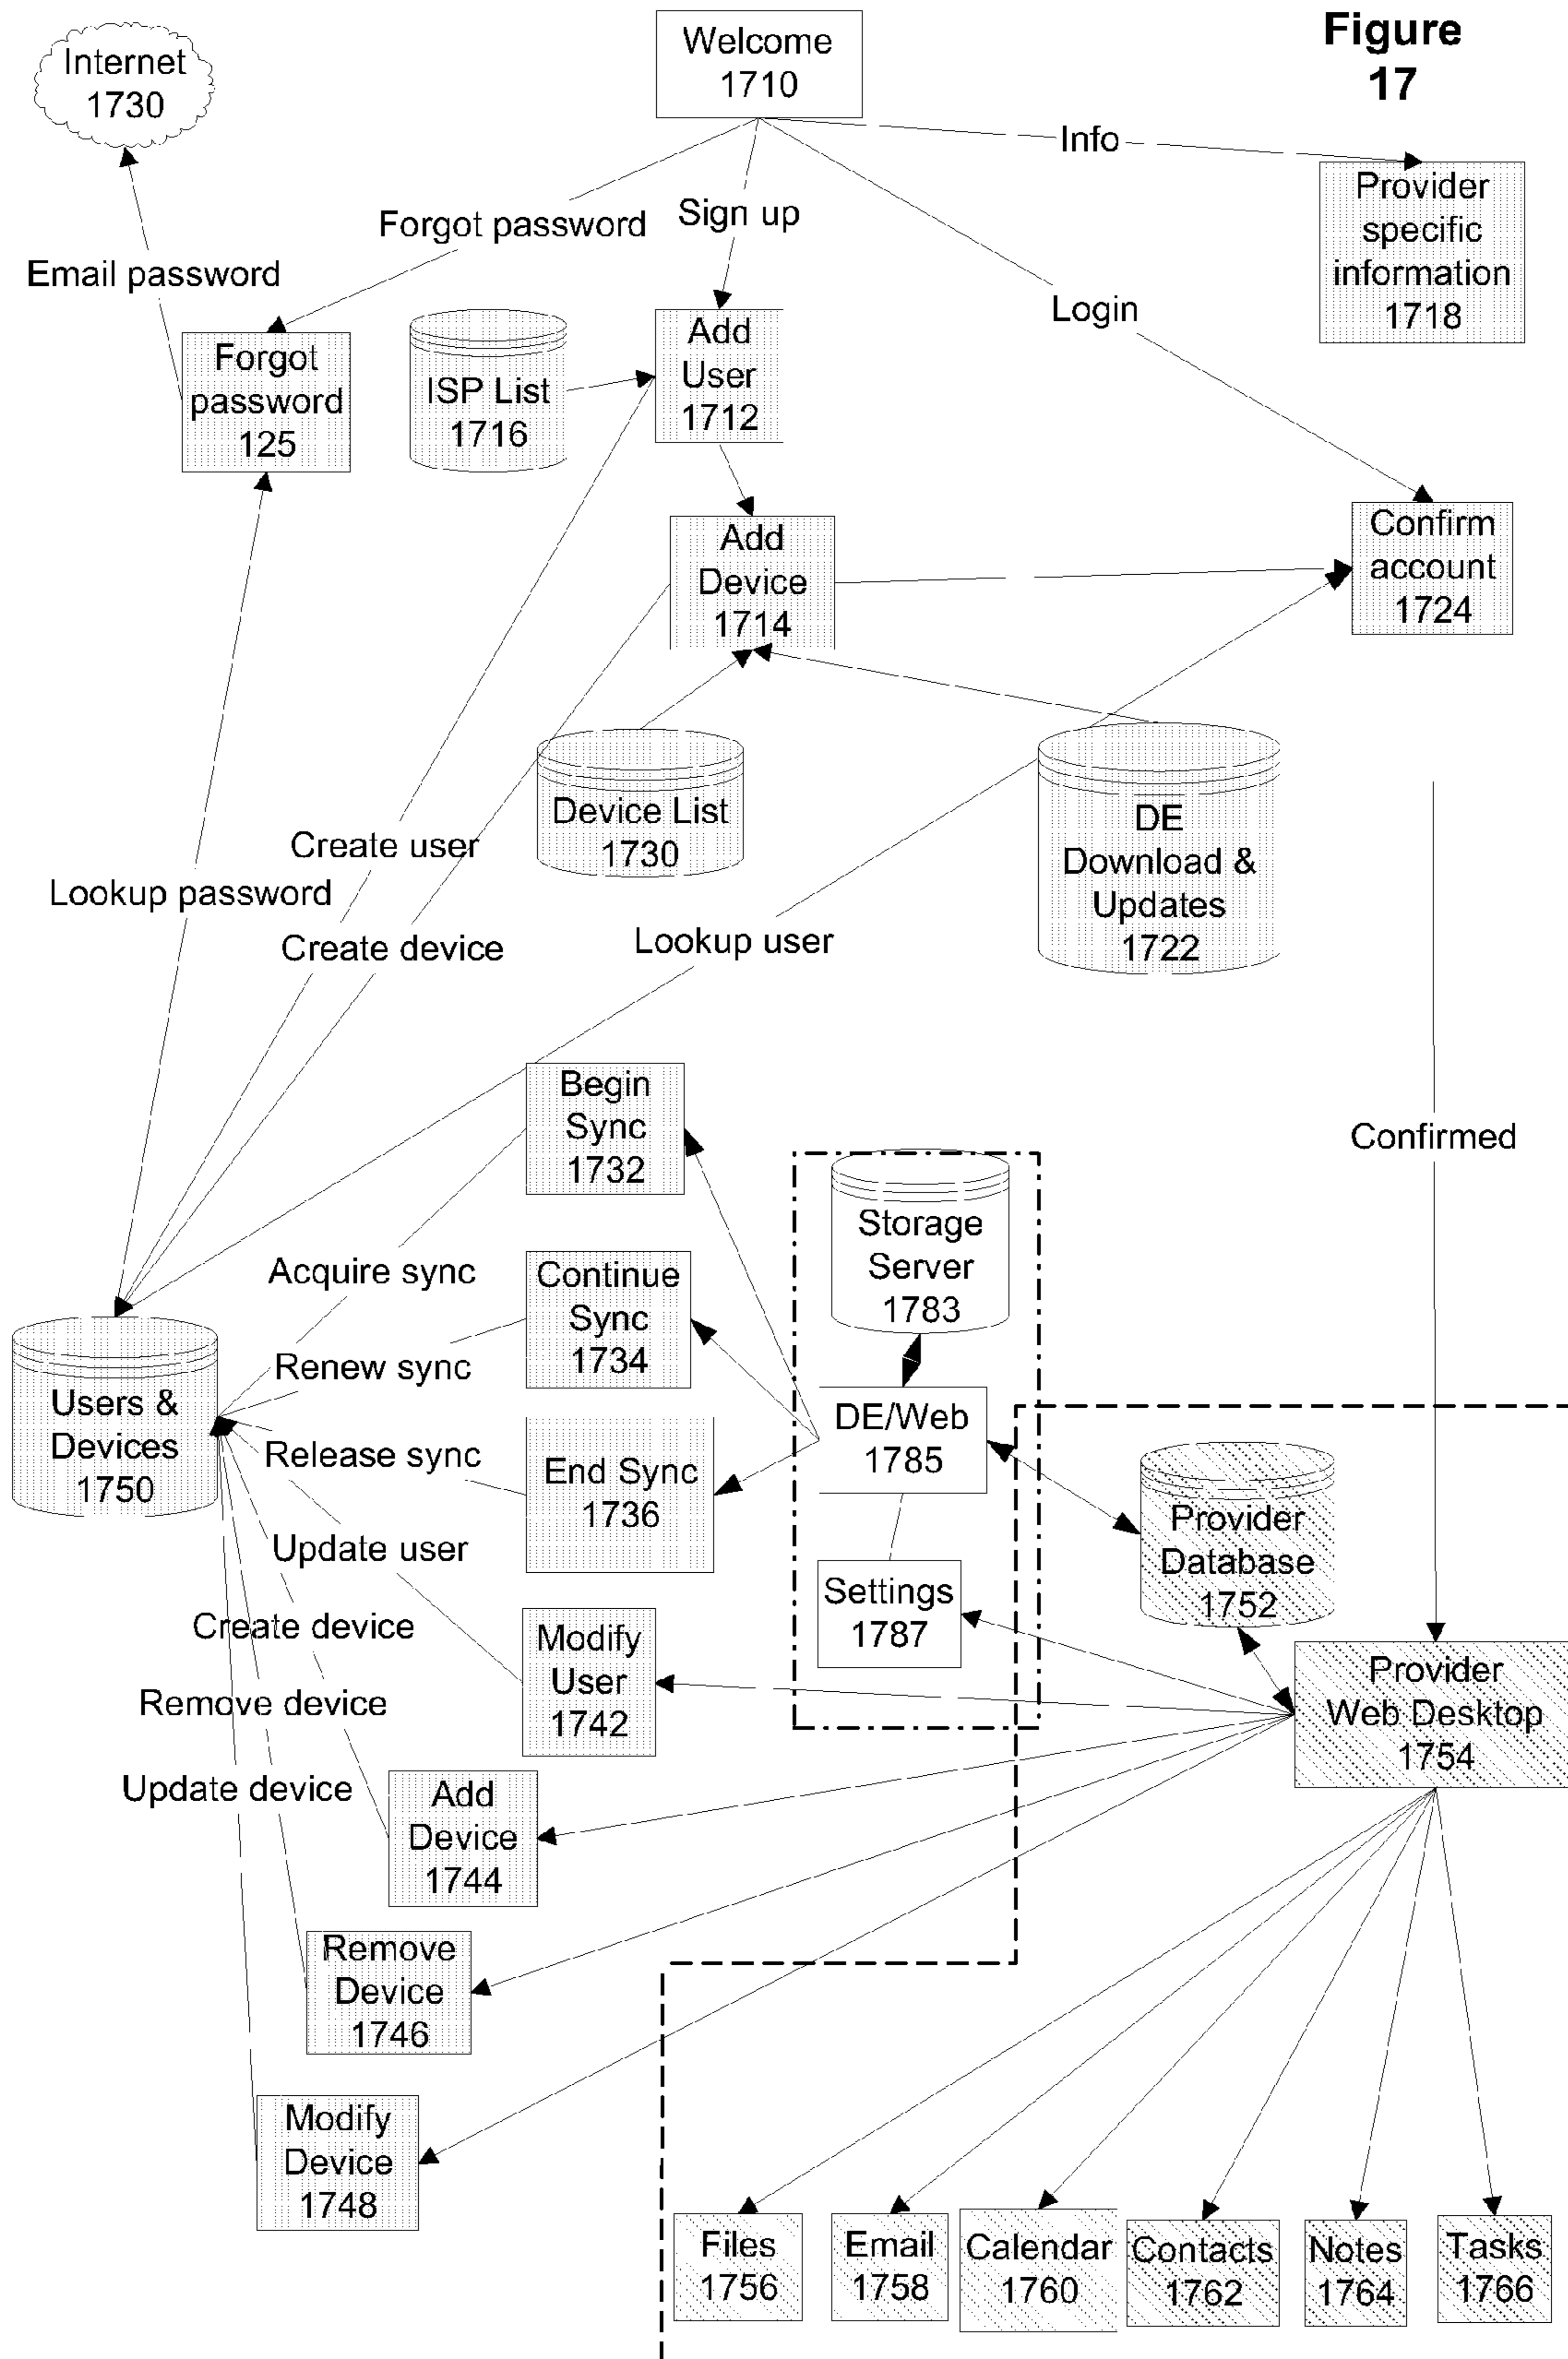 Figure
17
Internet
1730
Welcome
1710
Info
Provider
specific
information
1718
Forgot password
Sign up
Email password
Login
Forgot
password
125
ISP List
1716
Add
User
1712
Add
Device
1714
Confirm
account
1724
Device List
1730
DE
Download &
Updates
1722
Create user
Lookup password
Create device
Lookup user
Begin
Sync
1732
Confirmed
Storage
Server
1783
Acquire sync
Continue
Sync
1734
Renew sync
Users &
Devices
1750
DE/Web
1785
Release sync
End Sync
1736
Provider
Database
1752
Update user
Settings
1787
Create device
Modify
User
1742
Provider
Web Desktop
1754
Remove device
Update device
Add
Device
1744
Remove
Device
1746
Modify
Device
1748
Files
1756
Email
1758
Calendar
1760
Contacts
1762
Notes
1764
Tasks
1766